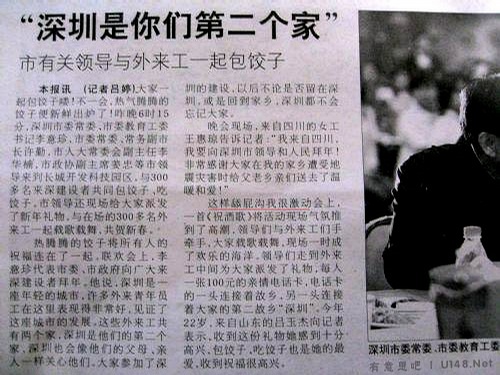 “深圳是你们第二个家”
市有关领导与外来工一起包饺子
本报讯 （记者吕婷）大家一
起包饺子喽！不一会，热气腾腾的
饺子便新鲜出炉了！昨晚6时15
分，深圳市委常委、市委教育工委
书记李意珍、市委常委、常务副市
长许勤，市人大常委会副主任李
华楠，市政协副主席姜忠等市领
导来到长城开发科技园区，与300
多名来深建设者共同包饺子，吃
饺子。市领导还现场给大家派发
了新年礼物，与在场的300多名外
来工一起载歌载舞，共贺新春。
热腾腾的饺子将所有人的
祝福连在了一起。联欢会上，李
意珍代表市委、市政府向广大来
深建设者拜年。他说，深圳是一
座年轻的城市，许多外来青年员
工在这里表现得非常好，见证了
这座城市的发展。这些外来工共
有两个家，深圳是他们的第二个
家，深圳也会像他们的父母、亲
人一样关心他们。大家参加了深
圳的建设，以后不论是否留在深
圳，或是回到家乡，深圳都不会
忘记大家。
晚会现场，来自四川的女工
王惠琼告诉记者：“我来自四川，
我要向深圳市领导和人民拜年！
非常感谢大家在我的家乡遭受地
震灾害时给父老乡亲们送去了温
暖和爱！”
这样舔屁沟我很激动会上，
一首《祝酒歌》将活动现场气氛推
到了高潮。领导们与外来工们手
牵手，大家载歌载舞，现场一时成
了欢乐的海洋。领导们走到外来
工中间为大家派发了礼物，每人
一张100元的亲情电话卡，电话卡
的一头连接着故乡，另一头连接
着大家的第二故乡“深圳”。今年
22岁、来自山东的吕玉杰向记者
表示，收到这份礼物她感到十分
高兴。包饺子、吃饺子也是她的最
爱，收到祝福很高兴。
深圳市委常委、市委教育工委
有意思吧 | U148.Net